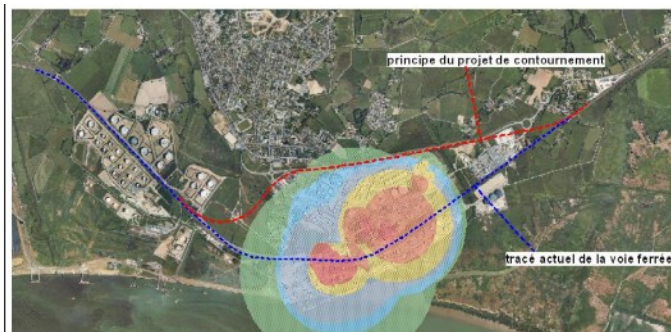 principe du projet de contournement
tracé actuel de la voie ferrée